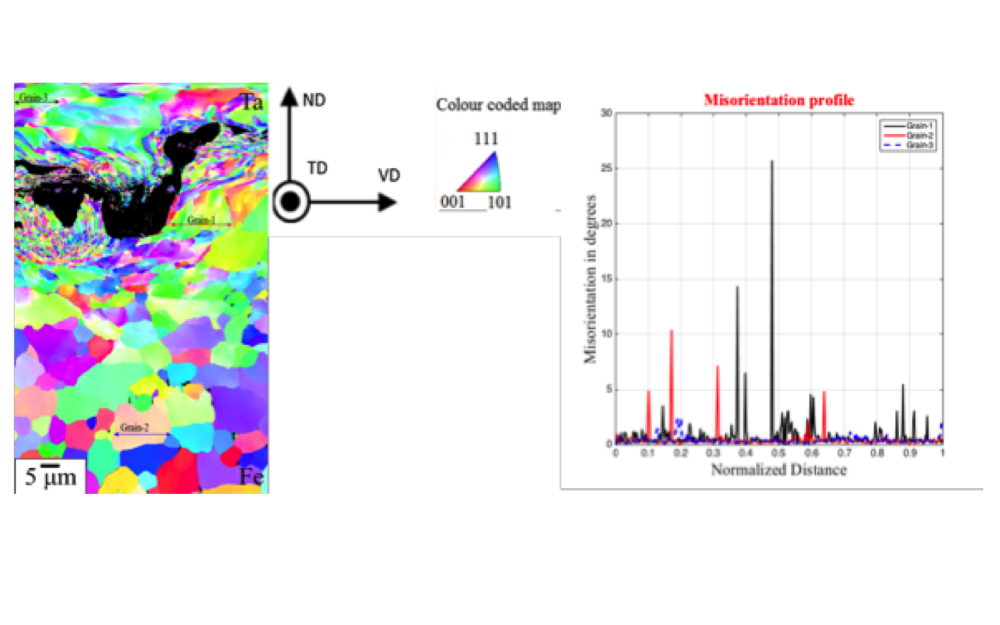 Grain-3
Ta
Grain-1
Grain-2
5 μm
Fe
ND
TD
VD
Colour coded map
111
001
101
Misorientation profile
Grain-1
Grain-2
Grain-3
Misorientation in degrees
30
25
20
15
10
5
0
0 0.1 0.2 0.3 0.4 0.5 0.6 0.7 0.8 0.9 1
Normalized Distance